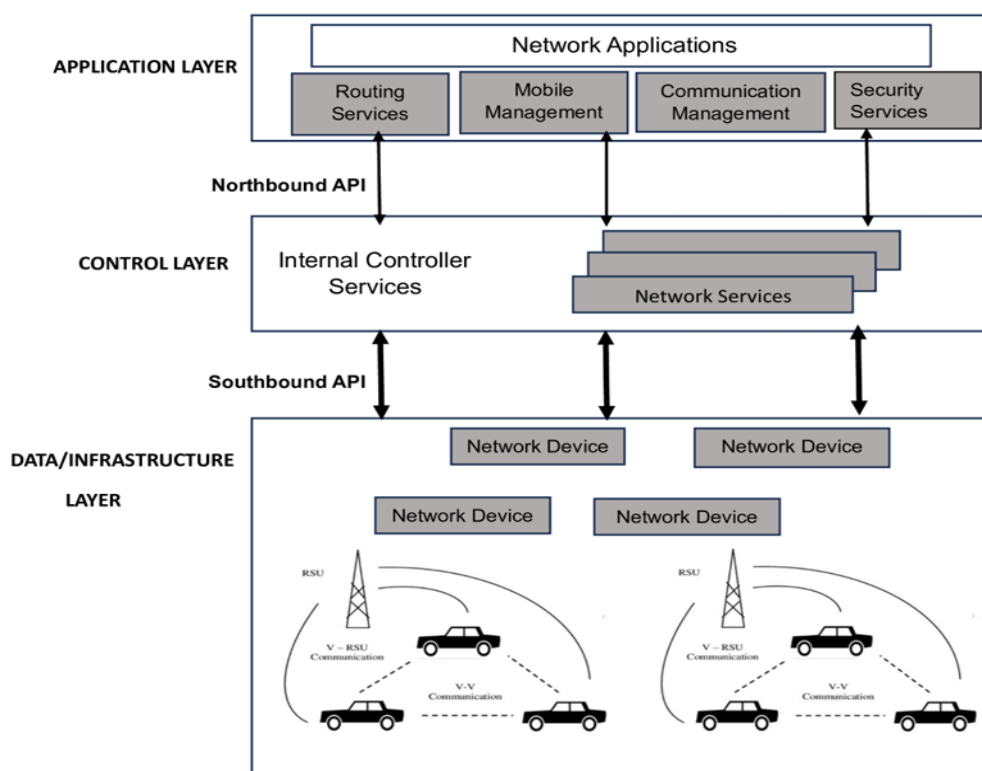 Network Applications
APPLICATION LAYER
Routing
Services
Mobile
Management
Communication
Management
Security
Services
Northbound API
CONTROL LAYER
Internal Controller
Services
Network Services
Southbound API
DATA/INFRASTRUCTURE
LAYER
Network Device
Network Device
Network Device
Network Device
RSU
V – RSU
Communication
V-V
Communication
RSU
V – RSU
Communication
V-V
Communication